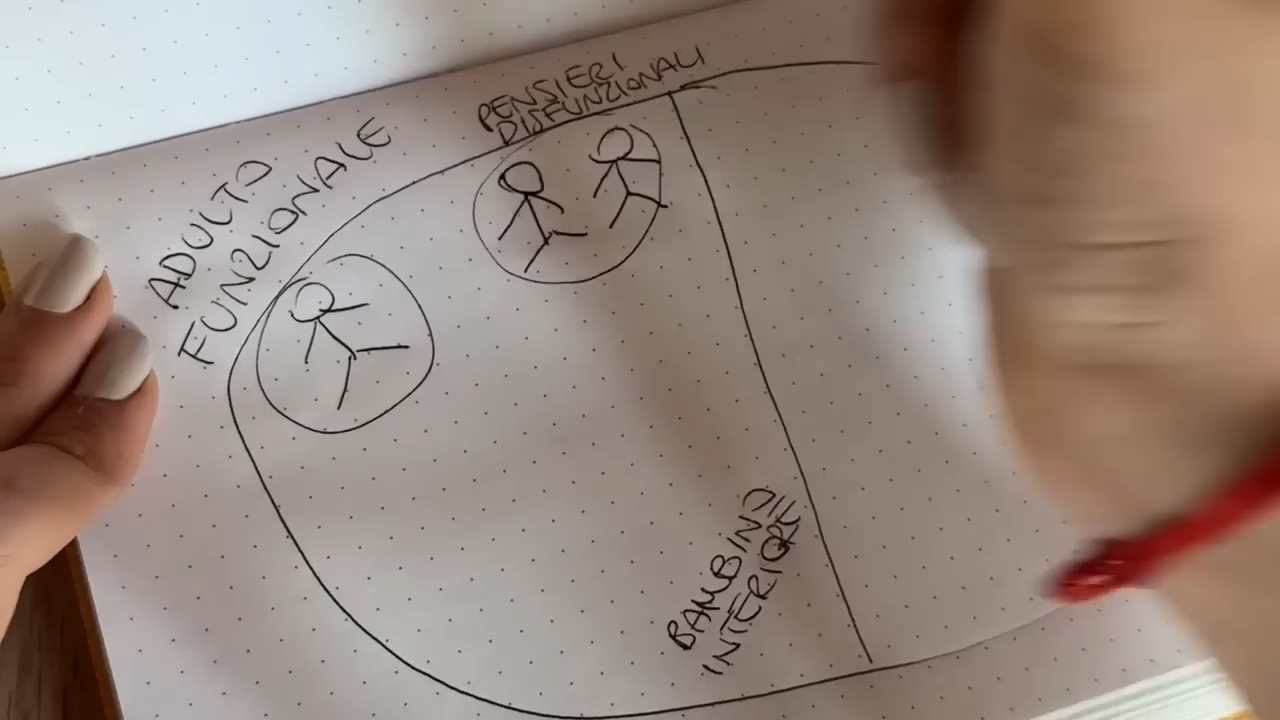 ADULTO
FUNZIONALE
PENSIERI
DISFUNZIONALI
BAMBINO
INTERIORE